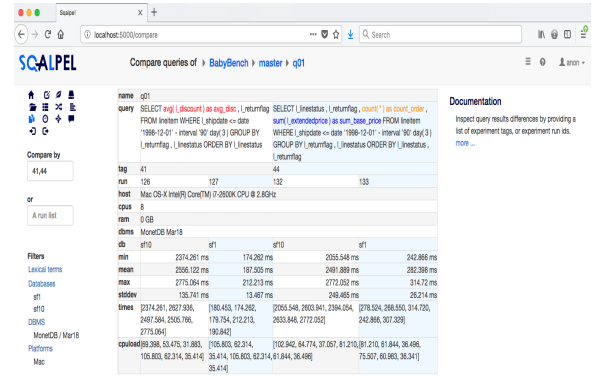 Sqalpel
localhost:5000/compare
Search
SQALPEL
Compare queries of BabyBench master q01
anon
name q01
query SELECT avg( l_discount ) as avg_disc , l_returnflag SELECT l_linestatus , l_returnflag , count( * ) as count_order ,
FROM lineitem sum( l_extendedprice ) as sum_base_price FROM lineitem
WHERE l_shipdate <= date WHERE l_shipdate <= date '1998-12-01' - interval '90' day( 3 )
'1998-12-01' - interval '90' day( 3 ) GROUP BY GROUP BY l_returnflag , l_linestatus ORDER BY l_linestatus ,
l_returnflag , l_linestatus ORDER BY l_linestatus l_returnflag
tag 41 44
run 126 127 132 133
host Mac OS-X Intel(R) Core(TM) i7-2600K CPU @ 2.8GHz
cpus 8
ram 0 GB
dbms MonetDB Mar18
db sf10 sf1 sf10 sf1
min 2374.261 ms 174.262 ms 2055.548 ms 242.866 ms
mean 2556.122 ms 187.505 ms 2491.889 ms 282.398 ms
max 2775.064 ms 212.213 ms 2772.052 ms 314.72 ms
stddev 135.741 ms 13.467 ms 249.465 ms 26.214 ms
times [2374.261, 2627.936, [180.453, 174.262, [2055.548, 2603.941, 2394.054, [278.524, 268.550, 314.720,
2497.584, 2505.766, 179.754, 212.213, 2633.848, 2772.052] 242.866, 307.329]
2775.064] 190.842]
cpuload [69.398, 53.475, 31.883, [105.803, 62.314, [102.942, 64.774, 37.057, 81.210, [81.210, 61.844, 36.496,
105.803, 62.314, 35.414] 35.414, 105.803, 62.314, 61.844, 36.496] 75.507, 60.983, 36.341]
35.414]
Compare by
41,44
or
A run list
Filters
Lexical terms
Databases
sf1
sf10
DBMS
MonetDB / Mar18
Platforms
Mac
Documentation
Inspect query results differences by providing a
list of experiment tags, or experiment run ids.
more ...